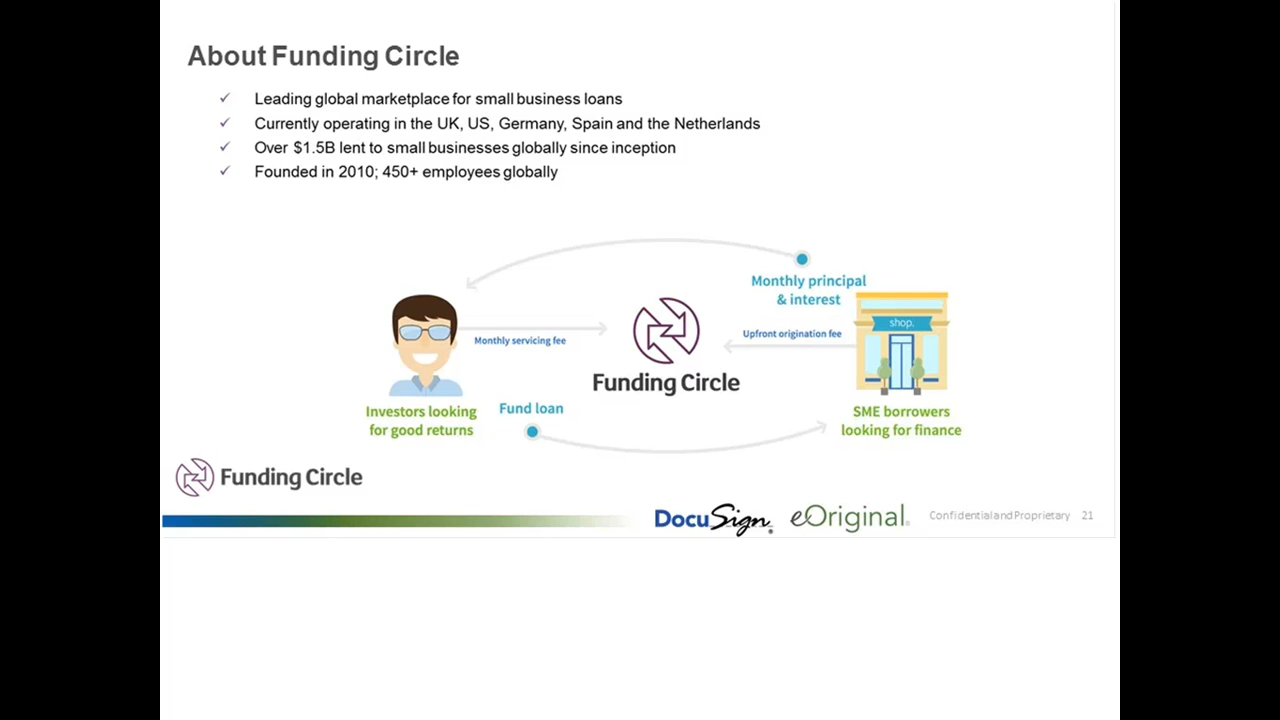 About Funding Circle
✓ Leading global marketplace for small business loans
✓ Currently operating in the UK, US, Germany, Spain and the Netherlands
✓ Over $1.5B lent to small businesses globally since inception
✓ Founded in 2010; 450+ employees globally
Monthly principal
& interest
shop.
Monthly servicing fee
Upfront origination fee
Funding Circle
Investors looking
for good returns
Fund loan
SME borrowers
looking for finance
Funding Circle
DocuSign®
eOriginal®
Confidential and Proprietary 21